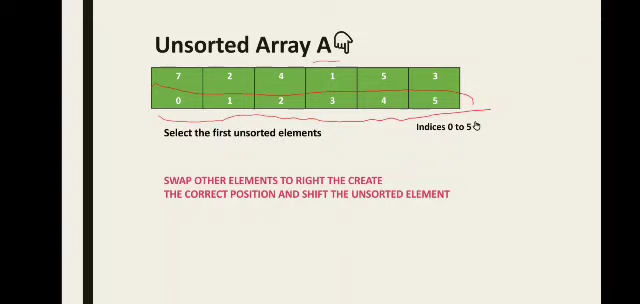 Unsorted Array A
7 2 4 1 5 3
0 1 2 3 4 5
Select the first unsorted elements
Indices 0 to 5
SWAP OTHER ELEMENTS TO RIGHT THE CREATE
THE CORRECT POSITION AND SHIFT THE UNSORTED ELEMENT